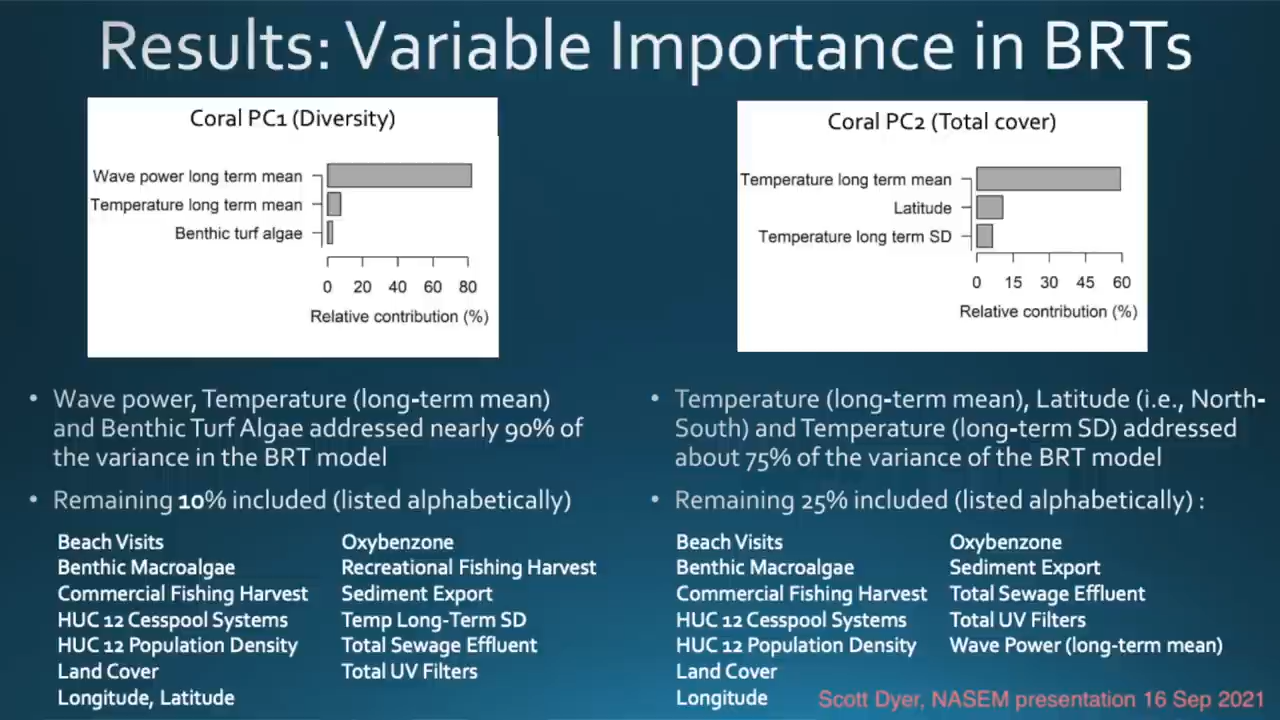 Results: Variable Importance in BRTs
Coral PC1 (Diversity)
Wave power long term mean
Temperature long term mean
Benthic turf algae
0 20 40 60 80
Relative contribution (%)
Coral PC2 (Total cover)
Temperature long term mean
Latitude
Temperature long term SD
0 15 30 45 60
Relative contribution (%)
• Wave power, Temperature (long-term mean)
and Benthic Turf Algae addressed nearly 90% of
the variance in the BRT model
• Remaining 10% included (listed alphabetically)
Beach Visits
Benthic Macroalgae
Commercial Fishing Harvest
HUC 12 Cesspool Systems
HUC 12 Population Density
Land Cover
Longitude, Latitude
Oxybenzone
Recreational Fishing Harvest
Sediment Export
Temp Long-Term SD
Total Sewage Effluent
Total UV Filters
• Temperature (long-term mean), Latitude (i.e., North-
South) and Temperature (long-term SD) addressed
about 75% of the variance of the BRT model
• Remaining 25% included (listed alphabetically) :
Beach Visits
Benthic Macroalgae
Commercial Fishing Harvest
HUC 12 Cesspool Systems
HUC 12 Population Density
Land Cover
Longitude
Oxybenzone
Sediment Export
Total Sewage Effluent
Total UV Filters
Wave Power (long-term mean)
Scott Dyer, NASEM presentation 16 Sep 2021